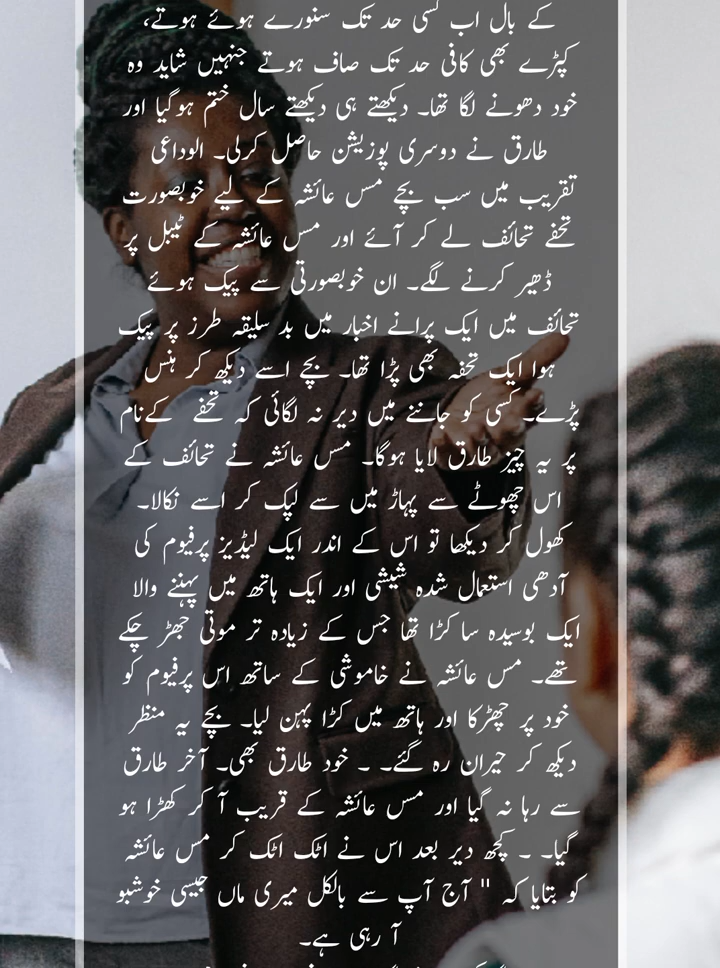 کے بال اب کسی حد تک سنورے ہوئے ہوتے،
کپڑے بھی کافی حد تک صاف ہوتے جنہیں شاید وہ
خود دھونے لگا تھا۔ دیکھتے ہی دیکھتے سال ختم ہوگیا اور
طارق نے دوسری پوزیشن حاصل کرلی۔ الوداعی
تقریب میں سب بچے مس عائشہ کے لیے خوبصورت
تحفے تحائف لے کر آئے اور مس عائشہ کے ٹیبل پر
ڈھیر کرنے لگے۔ ان خوبصورتی سے پیک ہوئے
تحائف میں ایک پرانے اخبار میں بد سلیقہ طرز پر پیک
ہوا ایک تحفہ بھی پڑا تھا۔ بچے اسے دیکھ کر ہنس
پڑے۔ کسی کو جاننے میں دیر نہ لگائی کہ تحفے کےنام
پر یہ چیز طارق لایا ہوگا۔ مس عائشہ نے تحائف کے
اس چھوٹے سے پہاڑ میں سے لپک کر اسے نکالا۔
کھول کر دیکھا تو اس کے اندر ایک لیڈیز پرفیوم کی
آدھی استعمال شدہ شیشی اور ایک ہاتھ میں پہننے والا
ایک بوسیدہ سا کڑا تھا جس کے زیادہ تر موتی جھڑ چکے
تھے۔ مس عائشہ نے خاموشی کے ساتھ اس پرفیوم کو
خود پر چھڑکا اور ہاتھ میں کڑا پہن لیا۔ بچے یہ منظر
دیکھ کر حیران رہ گئے۔ ۔ خود طارق بھی۔ آخر طارق
سے رہا نہ گیا اور مس عائشہ کے قریب آ کر کھڑا ہو
گیا۔ ۔ کچھ دیر بعد اس نے اٹک اٹک کر مس عائشہ
کو بتایا کہ " آج آپ سے بالکل میری ماں جیسی خوشبو
آ رہی ہے۔